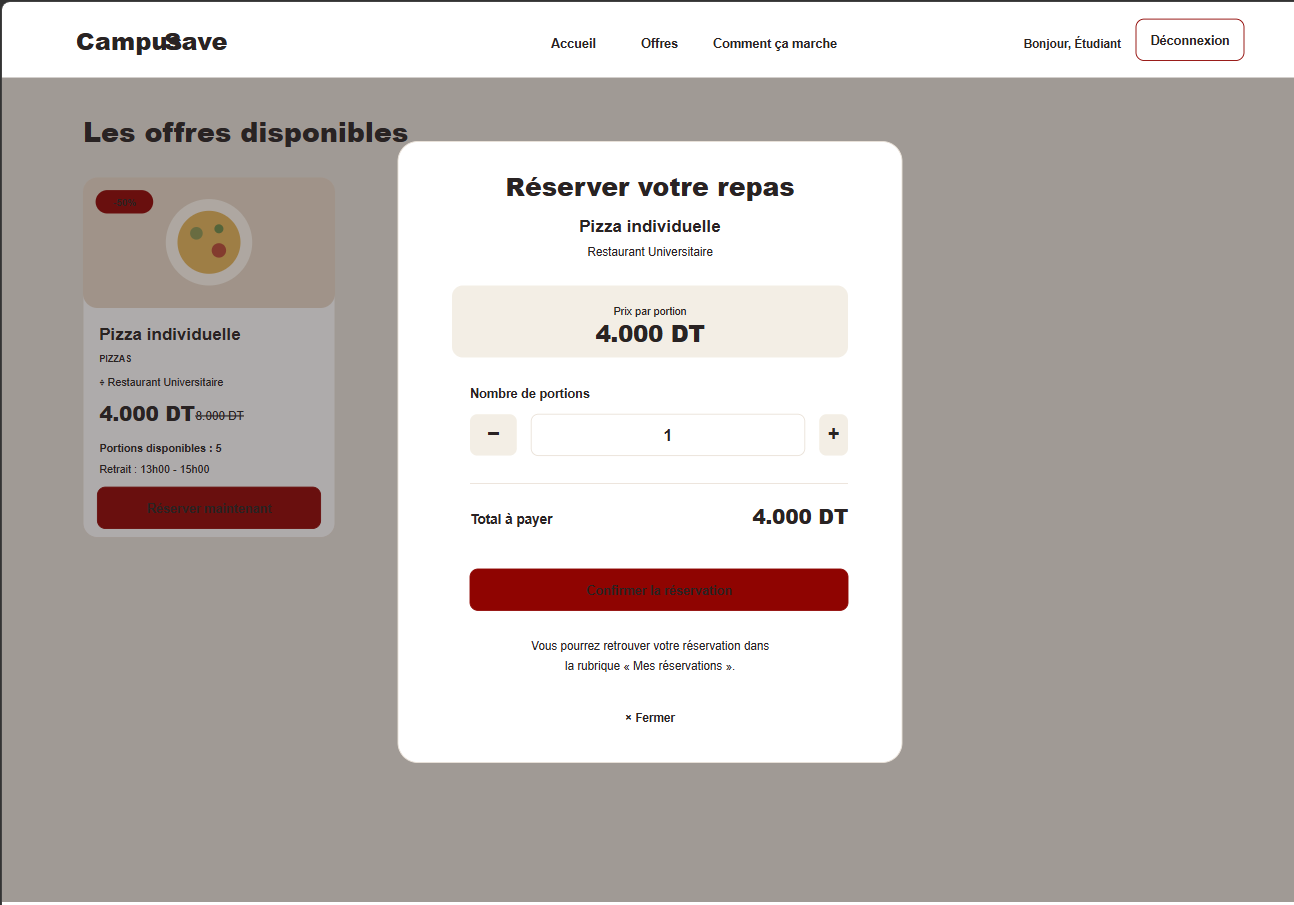 CampusSave
Accueil
Offres
Comment ça marche
Bonjour, Étudiant
Déconnexion
Les offres disponibles
Pizza individuelle
PIZZAS
÷ Restaurant Universitaire
4.000 DT 8.000 DT
Portions disponibles : 5
Retrait : 13h00 - 15h00
Réserver maintenant
Réserver votre repas
Pizza individuelle
Restaurant Universitaire
Prix par portion
4.000 DT
Nombre de portions
− 1 +
Total à payer 4.000 DT
Confirmer la réservation
Vous pourrez retrouver votre réservation dans
la rubrique « Mes réservations ».
× Fermer